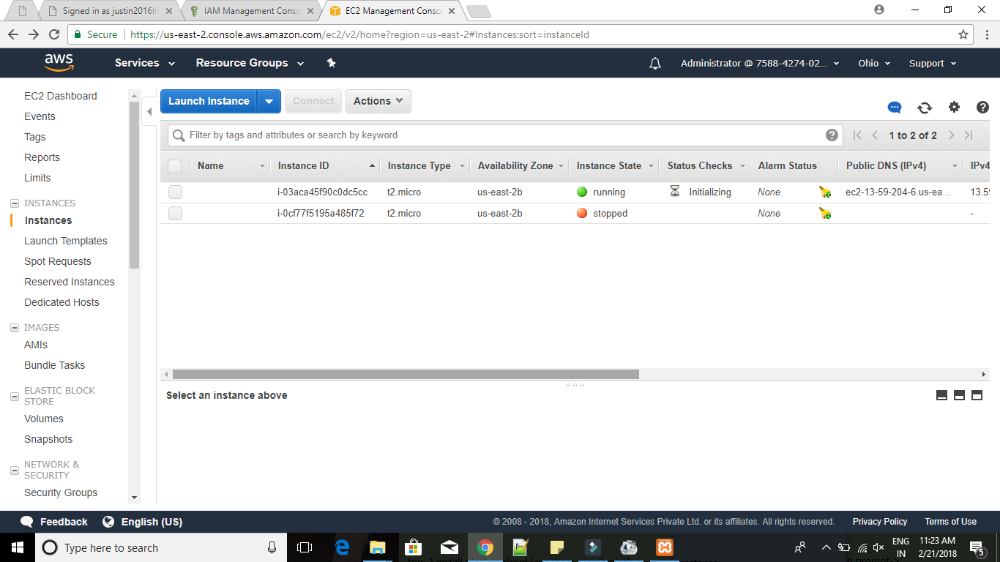 Signed in as justin2016Im
IAM Management Conso
EC2 Management Conso
Secure https://us-east-2.console.aws.amazon.com/ec2/v2/home?region=us-east-2#Instances:sort=instanceId
aws Services Resource Groups Administrator @ 7588-4274-02... Ohio Support
EC2 Dashboard
Events
Tags
Reports
Limits
INSTANCES
Instances
Launch Templates
Spot Requests
Reserved Instances
Dedicated Hosts
IMAGES
AMIs
Bundle Tasks
ELASTIC BLOCK
STORE
Volumes
Snapshots
NETWORK &
SECURITY
Security Groups
Launch Instance Connect Actions
Filter by tags and attributes or search by keyword 1 to 2 of 2
Name Instance ID Instance Type Availability Zone Instance State Status Checks Alarm Status Public DNS (IPv4) IPv4
i-03aca45f90c0dc5cc t2.micro us-east-2b running Initializing None ec2-13-59-204-6.us-ea... 13.59
i-0cf77f5195a485f72 t2.micro us-east-2b stopped None -
Select an instance above
Feedback English (US) © 2008 - 2018, Amazon Internet Services Private Ltd. or its affiliates. All rights reserved. Privacy Policy Terms of Use
Type here to search
ENG
IN
11:23 AM
2/21/2018
5